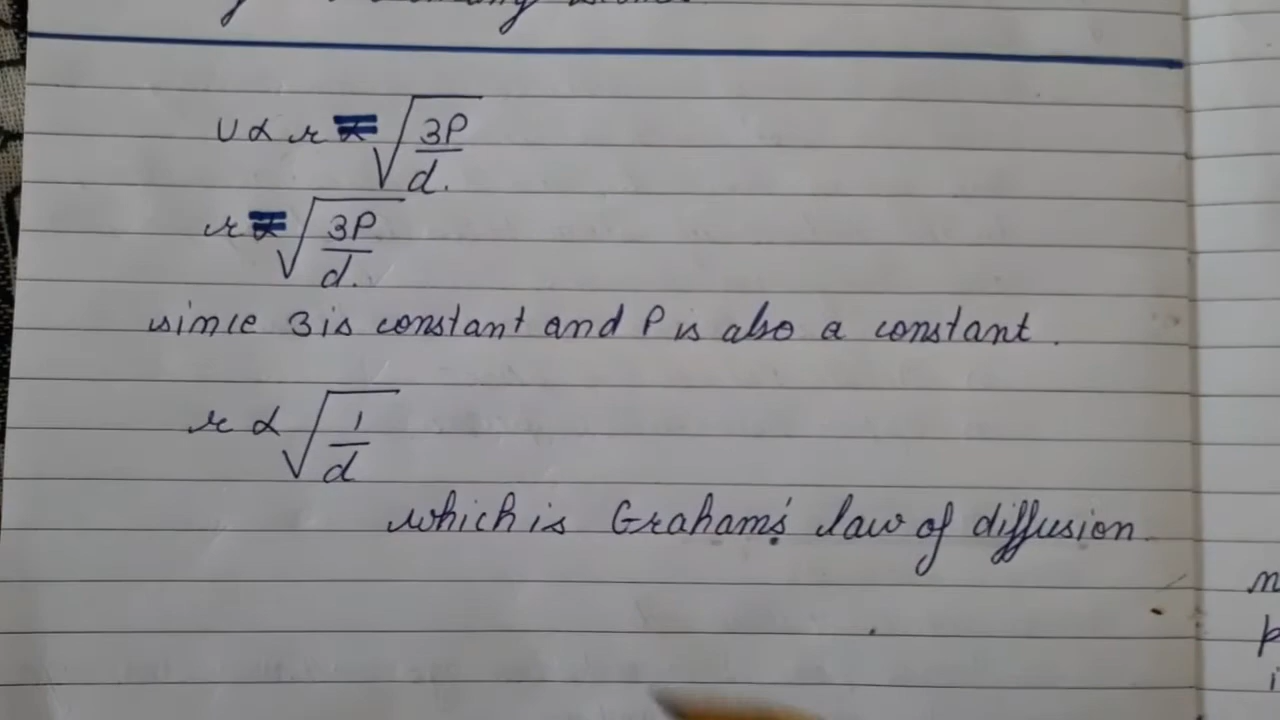 U ∝ r = √3P/d.
r = √3P/d.
since 3 is constant and P is also a constant.
r ∝ √1/d
which is Graham's law of diffusion